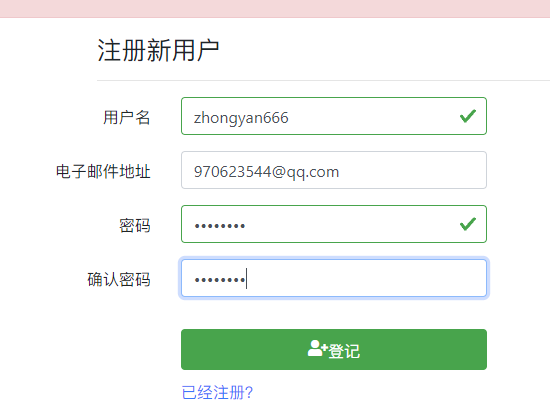 注册新用户
用户名 zhongyan666
电子邮件地址 970623544@qq.com
密码 ••••••••
确认密码 ••••••••
登记
已经注册?